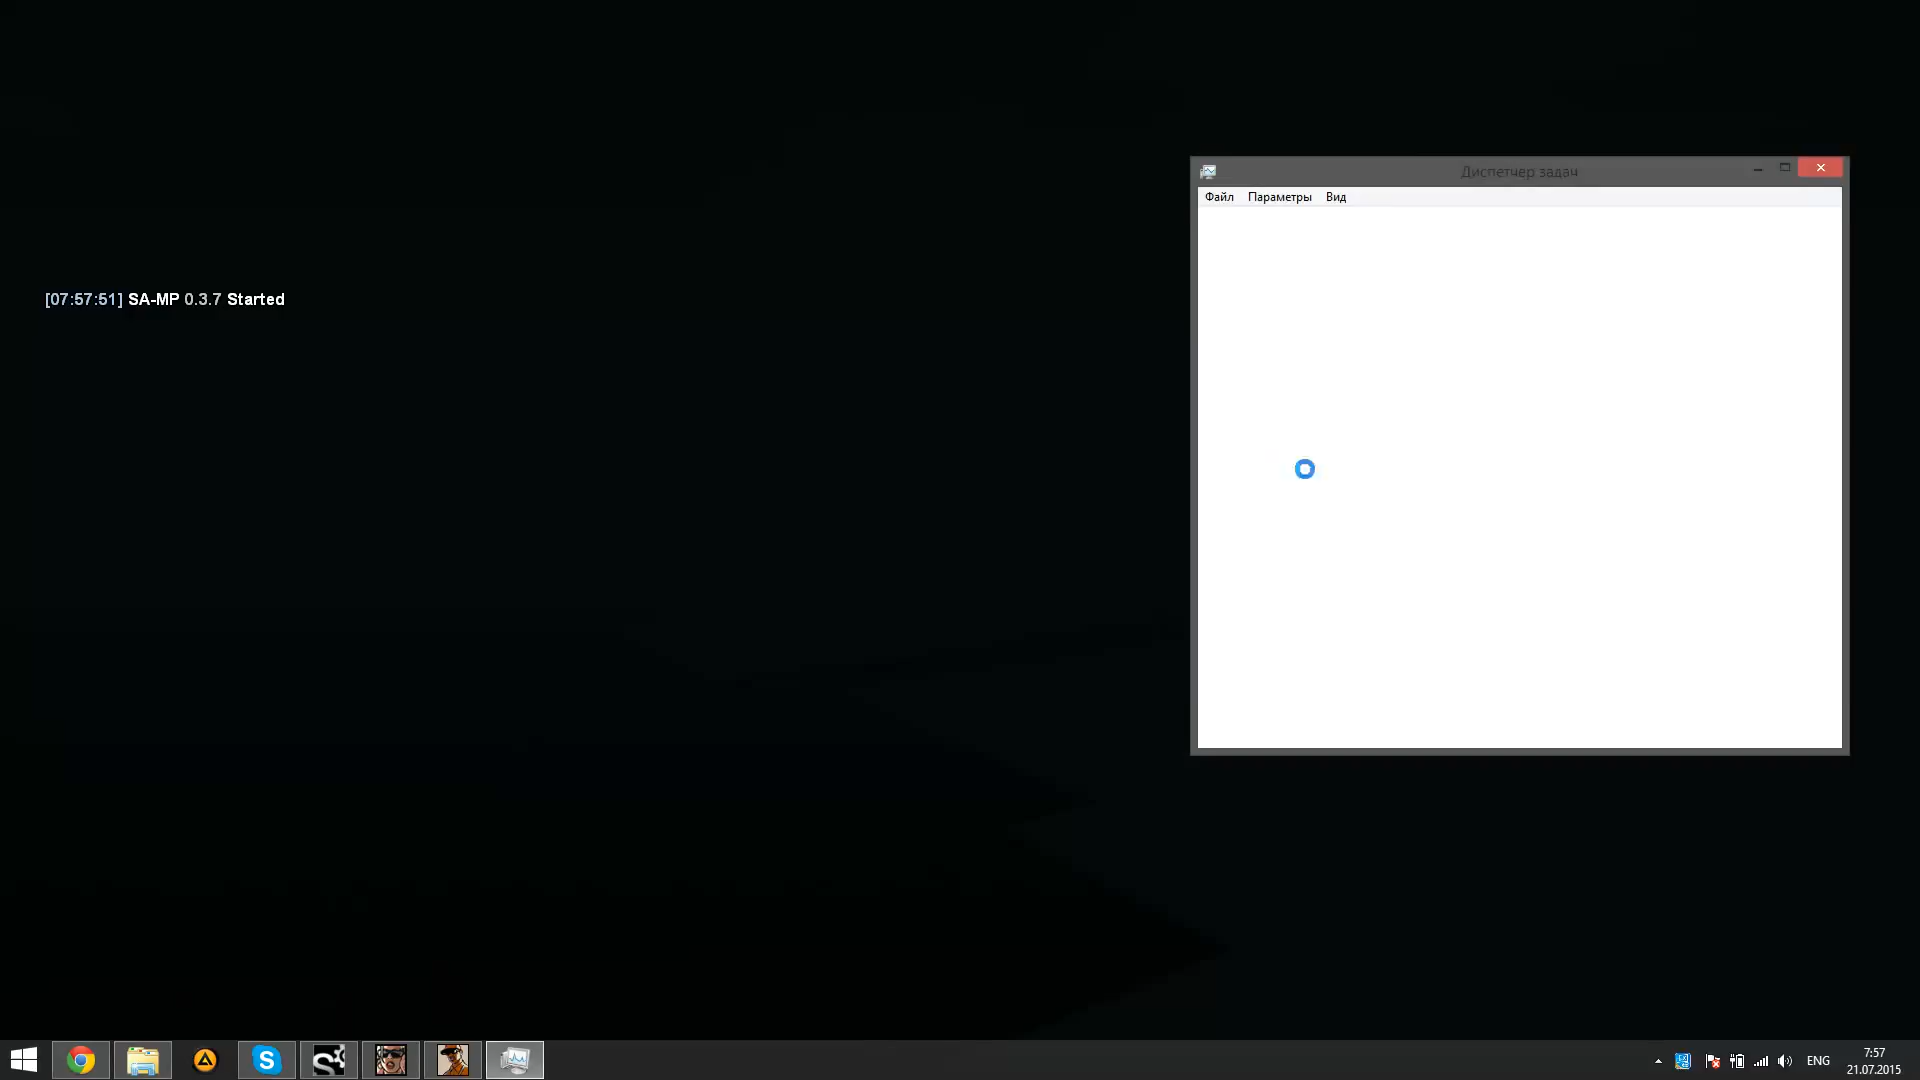 Диспетчер задач
Файл Параметры Вид
[07:57:51] SA-MP 0.3.7 Started
ENG
7:57
21.07.2015